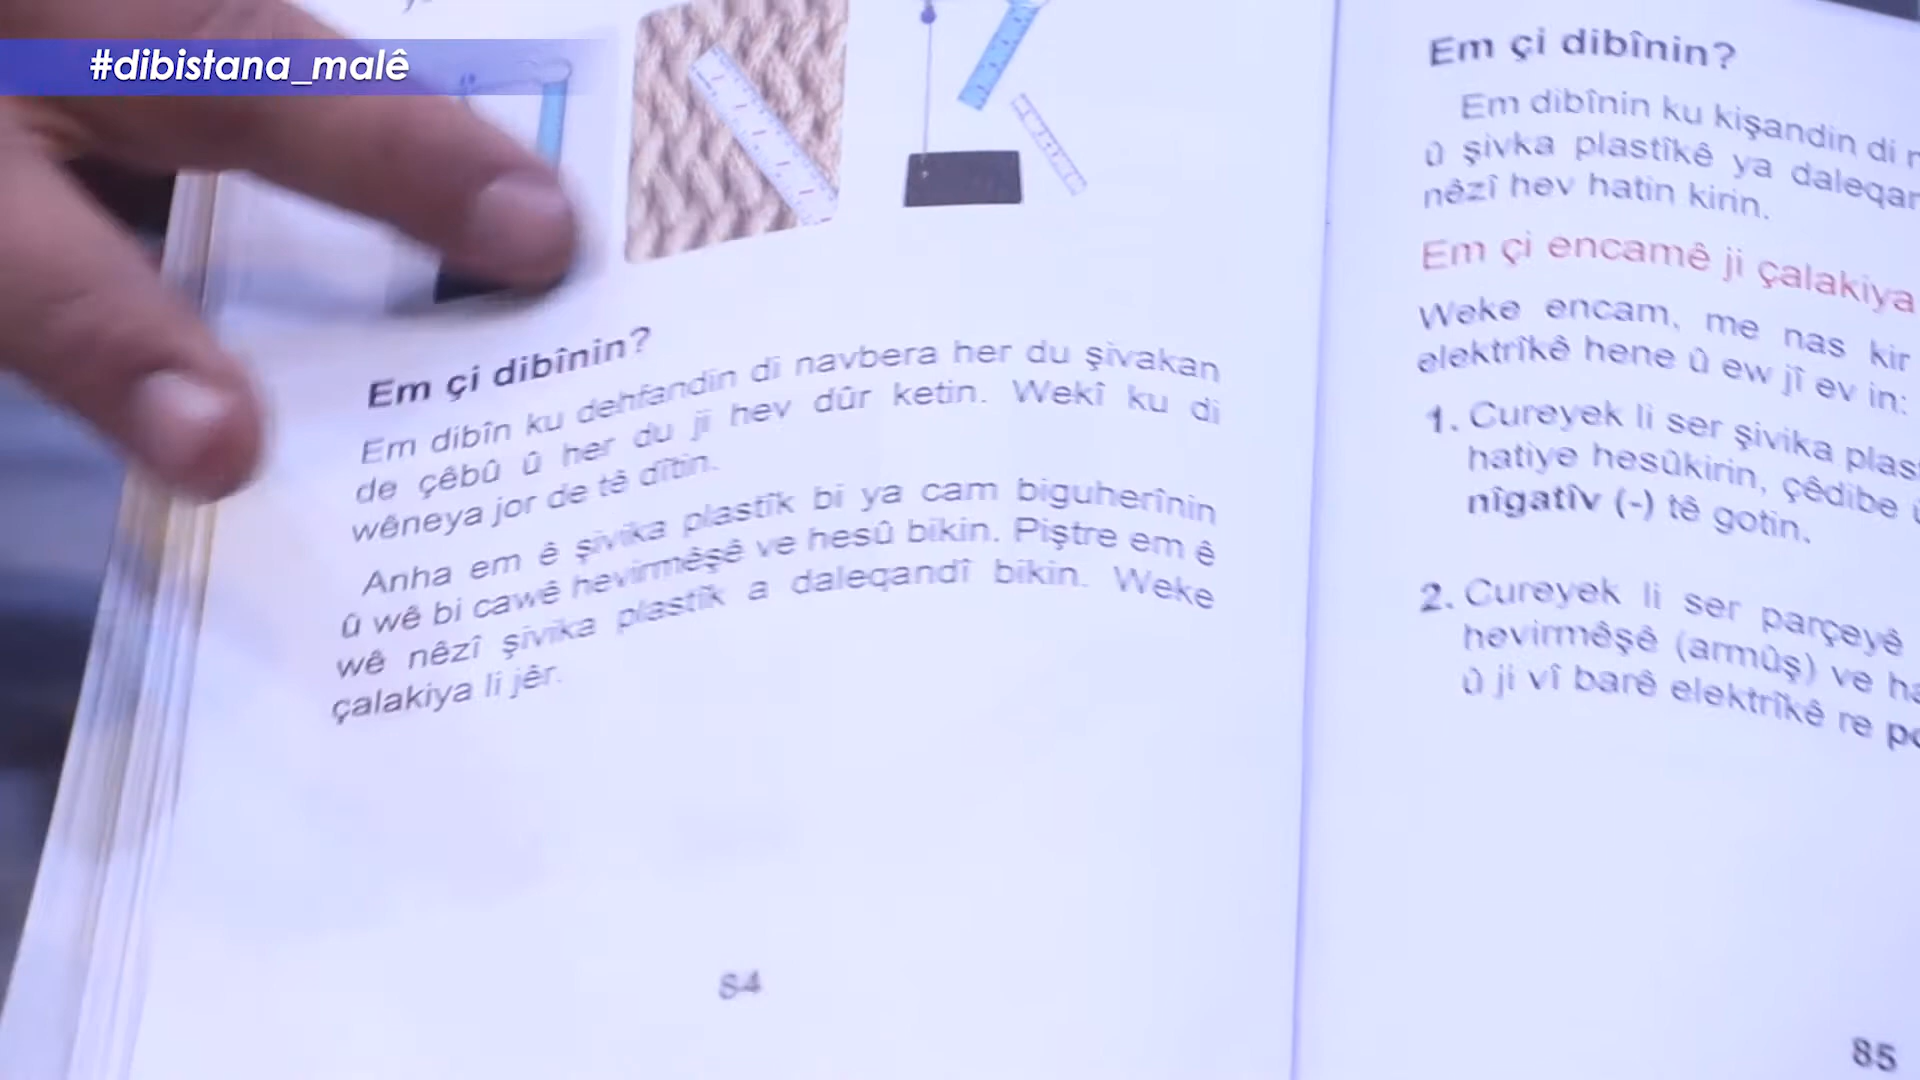 #dibistana_malê
Em çi dibînin?
Em dibîn ku dehfandin di navbera her du şivakan
de çêbû û her du ji hev dûr ketin. Wekî ku di
wêneya jor de tê dîtin.
Anha em ê şivika plastîk bi ya cam biguherînin
û wê bi cawê hevirmêşê ve hesû bikin. Piştre em ê
wê nêzî şivika plastîk a daleqandî bikin. Weke
çalakiya li jêr.
84
Em çi dibînin?
Em dibînin ku kişandin di
û şivka plastîkê ya
nêzî hev hatin kirin.
Em çi encamê ji çalakiya
Weke encam, me nas kir
elektrîkê hene û ew jî ev in:
1. Cureyek li ser şivika
hatiye hesûkirin, çêdibe
nîgatîv (-) tê gotin.
2. Cureyek li ser parçeyê
hevirmêşê (armûş) ve
û ji vî barê elektrîkê re
85